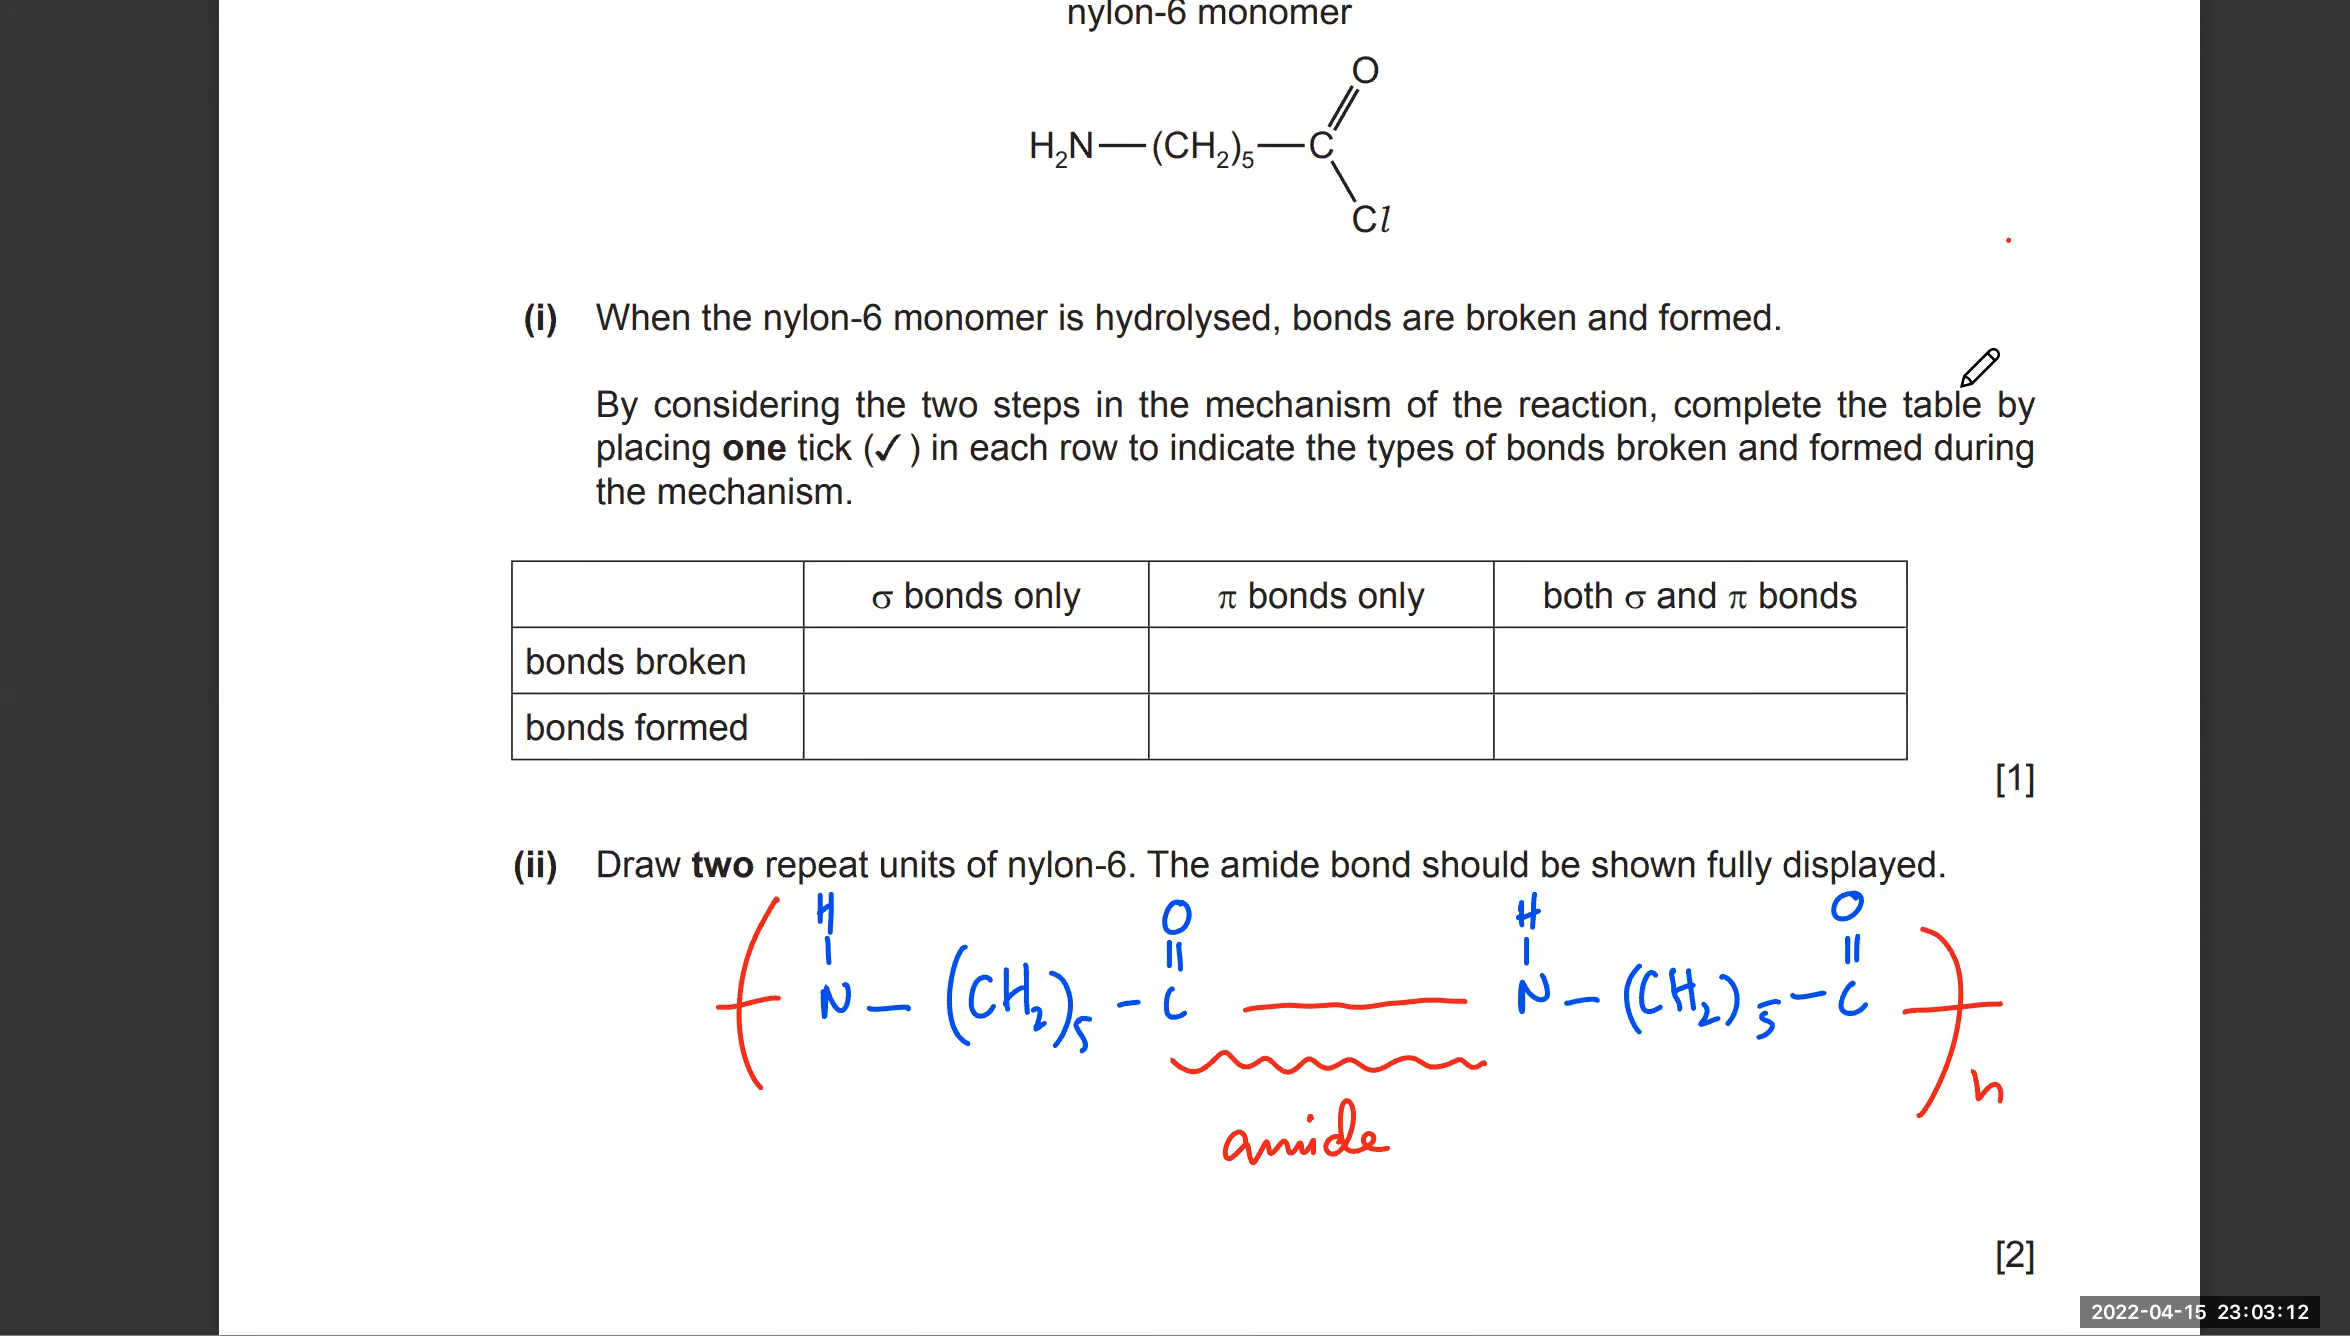 nylon-6 monomer
O
H₂N—(CH₂)₅—C
Cl
(i) When the nylon-6 monomer is hydrolysed, bonds are broken and formed.
By considering the two steps in the mechanism of the reaction, complete the table by
placing one tick (✓) in each row to indicate the types of bonds broken and formed during
the mechanism.
σ bonds only π bonds only both σ and π bonds
bonds broken
bonds formed
[1]
(ii) Draw two repeat units of nylon-6. The amide bond should be shown fully displayed.
H O H O
N—(CH₂)₅-C—N—(CH₂)₅-C
n
amide
[2]
2022-04-15 23:03:12